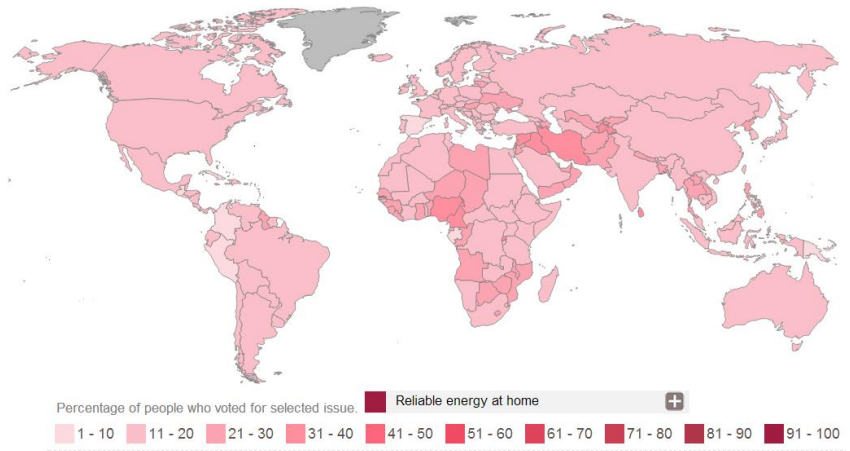 Percentage of people who voted for selected issue. Reliable energy at home
1 - 10 11 - 20 21 - 30 31 - 40 41 - 50 51 - 60 61 - 70 71 - 80 81 - 90 91 - 100